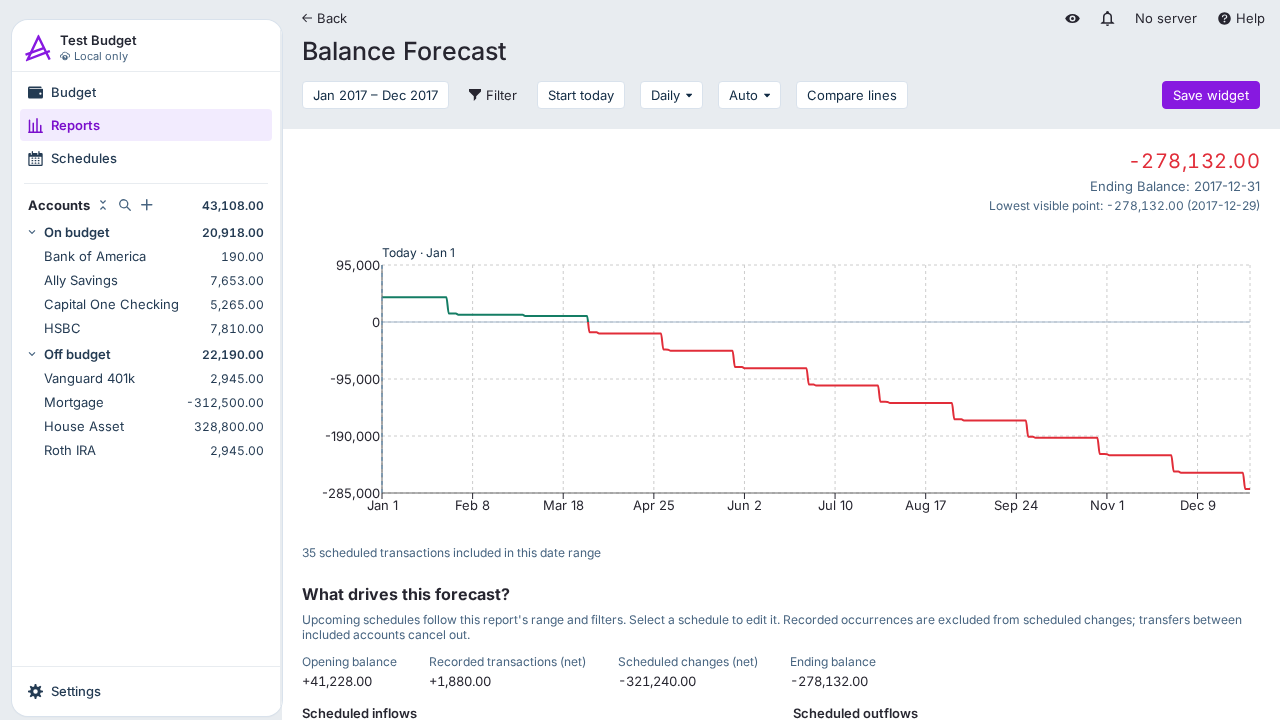 Test Budget
Local only
Budget
Reports
Schedules
Accounts 43,108.00
On budget 20,918.00
Bank of America 190.00
Ally Savings 7,653.00
Capital One Checking 5,265.00
HSBC 7,810.00
Off budget 22,190.00
Vanguard 401k 2,945.00
Mortgage -312,500.00
House Asset 328,800.00
Roth IRA 2,945.00
Settings
Back
No server
Help
Balance Forecast
Jan 2017 – Dec 2017
Filter
Start today
Daily
Auto
Compare lines
Save widget
-278,132.00
Ending Balance: 2017-12-31
Lowest visible point: -278,132.00 (2017-12-29)
Today · Jan 1
95,000
0
-95,000
-190,000
-285,000
Jan 1 Feb 8 Mar 18 Apr 25 Jun 2 Jul 10 Aug 17 Sep 24 Nov 1 Dec 9
35 scheduled transactions included in this date range
What drives this forecast?
Upcoming schedules follow this report's range and filters. Select a schedule to edit it. Recorded occurrences are excluded from scheduled changes; transfers between
included accounts cancel out.
Opening balance Recorded transactions (net) Scheduled changes (net) Ending balance
+41,228.00 +1,880.00 -321,240.00 -278,132.00
Scheduled inflows Scheduled outflows